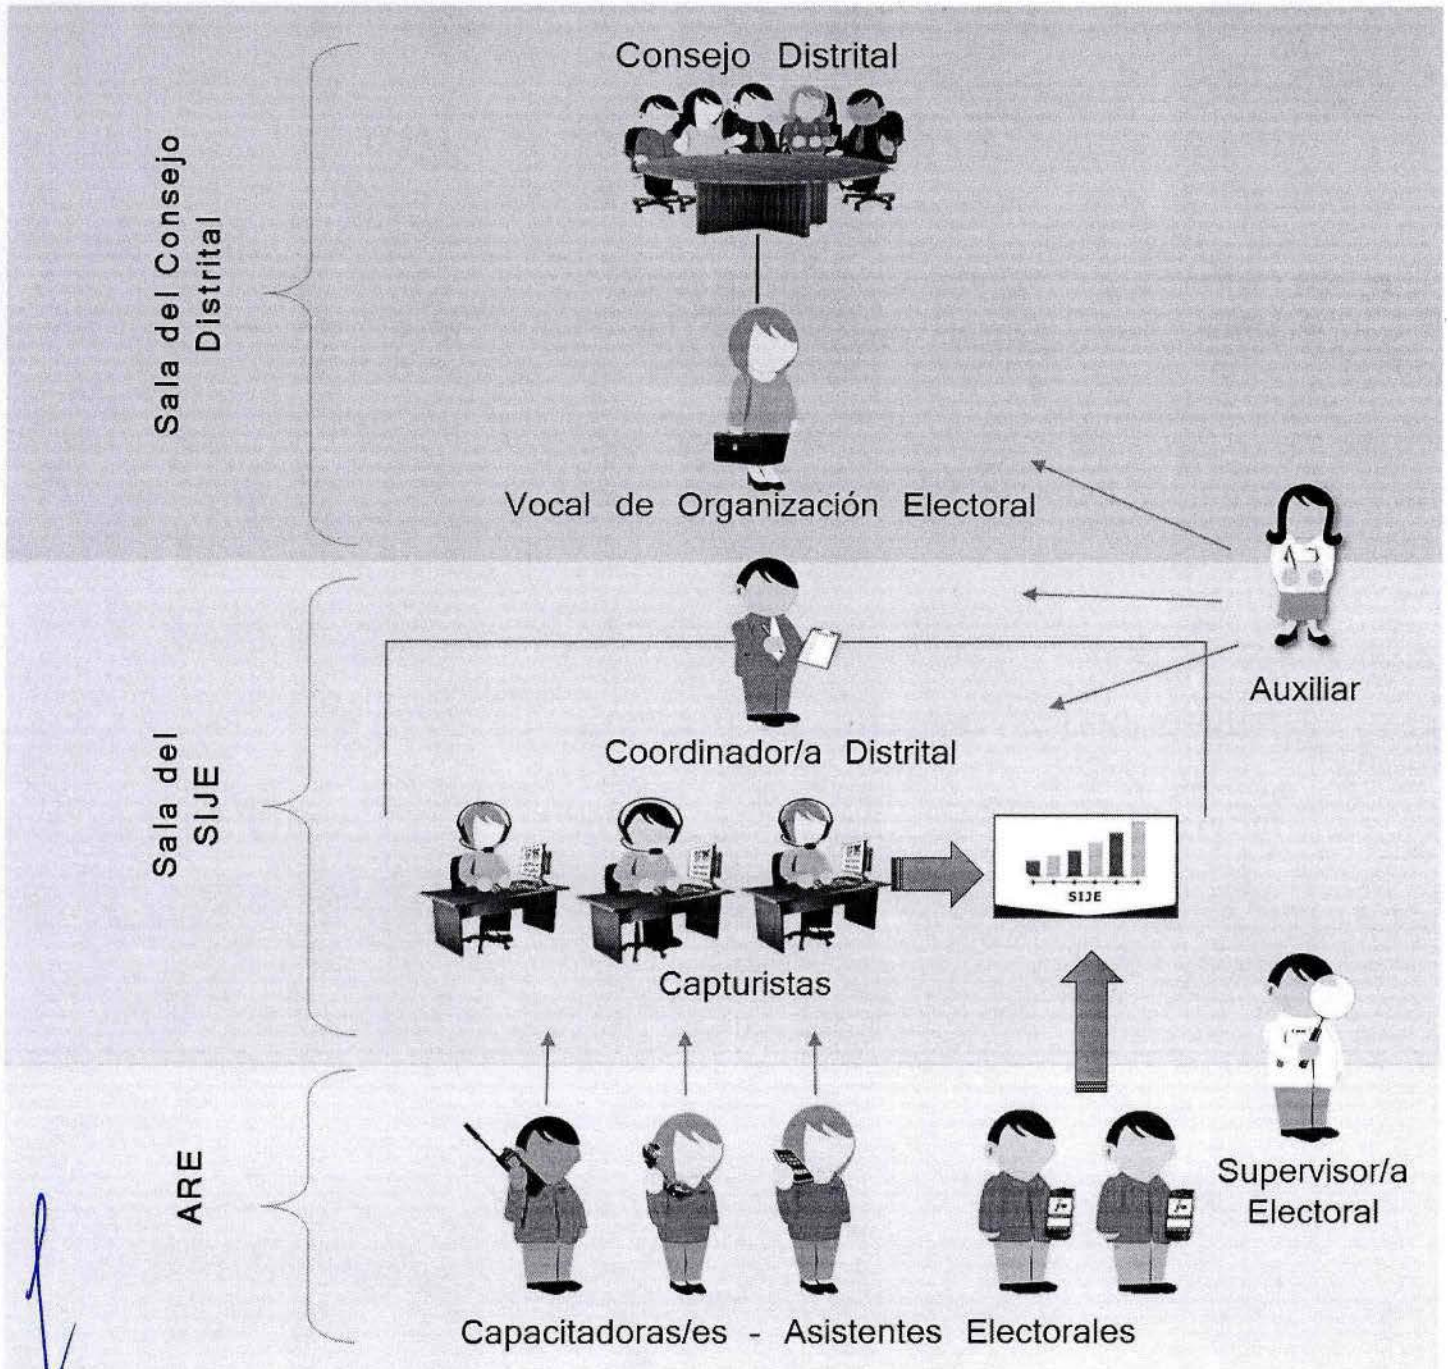 Consejo Distrital
Sala del Consejo
Distrital
Vocal de Organización Electoral
Auxiliar
Coordinador/a Distrital
Sala del
SIJE
SIJE
Capturistas
ARE
Supervisor/a
Electoral
Capacitadoras/es - Asistentes Electorales